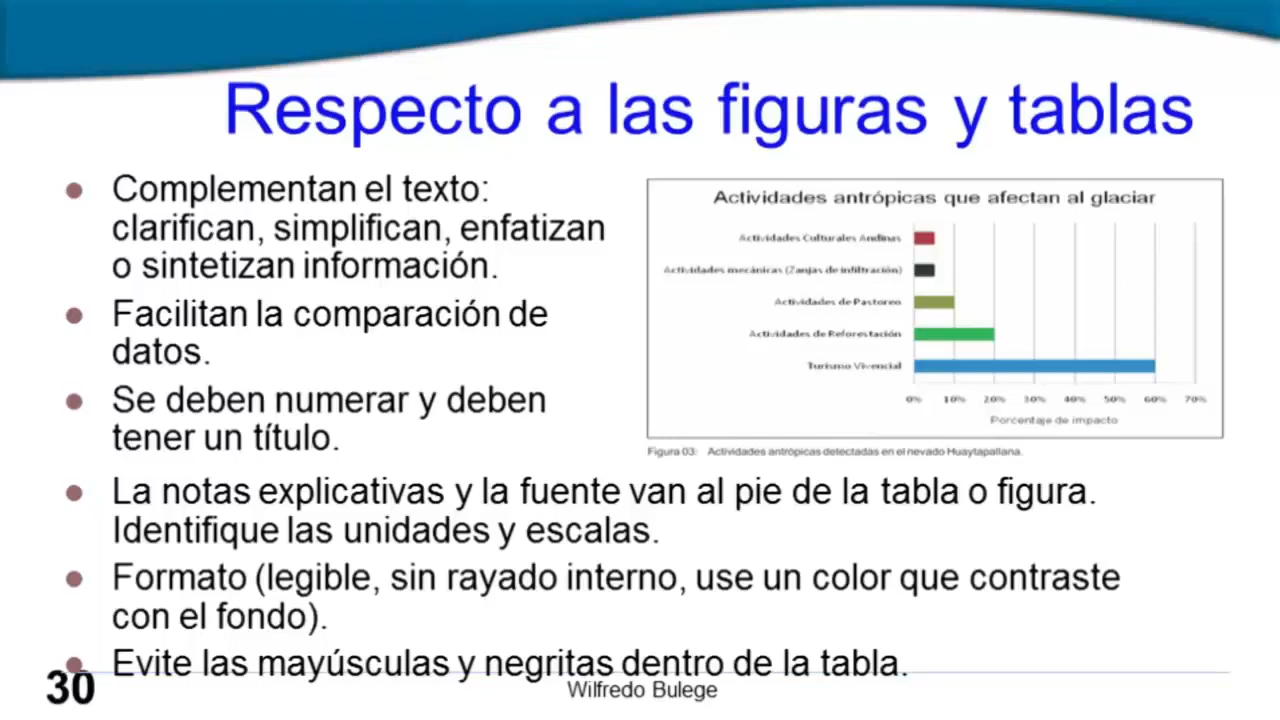 Respecto a las figuras y tablas
Complementan el texto:
clarifican, simplifican, enfatizan
o sintetizan información.
Facilitan la comparación de
datos.
Se deben numerar y deben
tener un título.
Actividades antrópicas que afectan al glaciar
Actividades Culturales Andinas
Actividades mecánicas (Zanjas de infiltración)
Actividades de Pastoreo
Actividades de Reforestación
Turismo Vivencial
0% 10% 20% 30% 40% 50% 60% 70%
Porcentaje de impacto
Figura 03: Actividades antrópicas detectadas en el nevado Huaytapallana.
La notas explicativas y la fuente van al pie de la tabla o figura.
Identifique las unidades y escalas.
Formato (legible, sin rayado interno, use un color que contraste
con el fondo).
Evite las mayúsculas y negritas dentro de la tabla.
30
Wilfredo Bulege